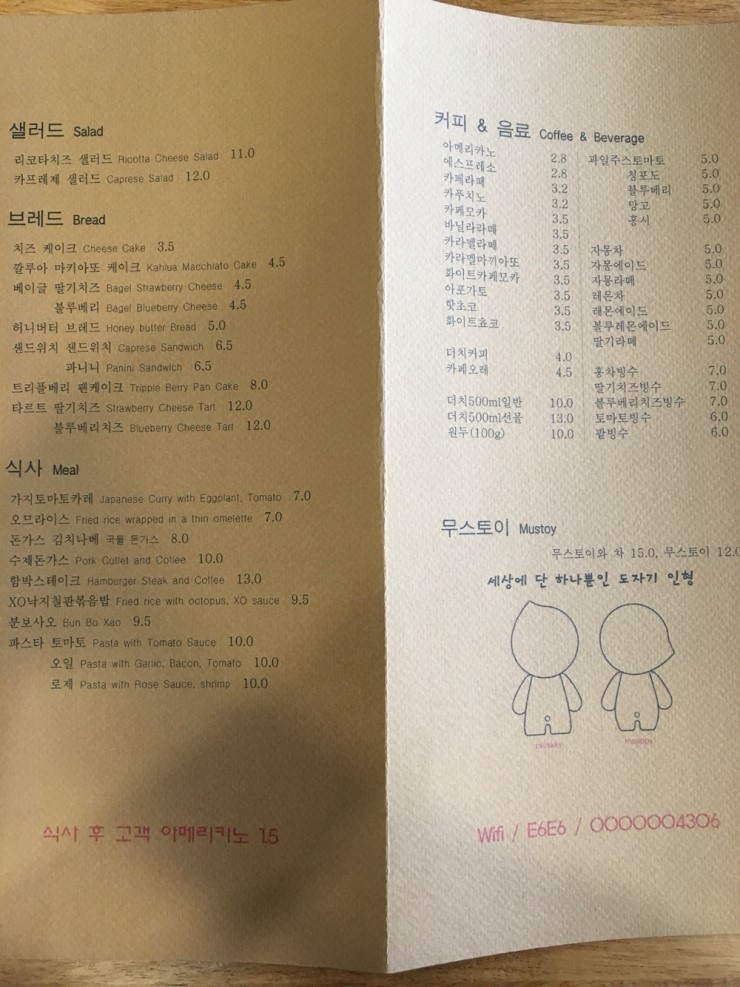 샐러드 Salad
리코타치즈 샐러드 Ricotta Cheese Salad 11.0
카프레제 샐러드 Caprese Salad 12.0
브레드 Bread
치즈 케이크 Cheese Cake 3.5
깔루아 마키아또 케이크 Kahlua Macchiato Cake 4.5
베이글 딸기치즈 Bagel Strawberry Cheese 4.5
블루베리 Bagel Blueberry Cheese 4.5
허니버터 브레드 Honey butter Bread 5.0
샌드위치 샌드위치 Caprese Sandwich 6.5
파니니 Panini Sandwich 6.5
트리플베리 팬케이크 Tripple Berry Pan Cake 8.0
타르트 딸기치즈 Strawberry Cheese Tart 12.0
블루베리치즈 Blueberry Cheese Tart 12.0
식사 Meal
가지토마토카레 Japanese Curry with Eggplant, Tomato 7.0
오므라이스 Fried rice wrapped in a thin omelette 7.0
돈가스 김치나베 국물 돈가스 8.0
수제돈가스 Pork Cutlet and Coffee 10.0
함박스테이크 Hamburger Steak and Coffee 13.0
XO낙지철판볶음밥 Fried rice with octopus, XO sauce 9.5
분보사오 Bun Bo Xao 9.5
파스타 토마토 Pasta with Tomato Sauce 10.0
오일 Pasta with Garlic, Bacon, Tomato 10.0
로제 Pasta with Rose Sauce, shrimp 10.0
식사 후 고객 아메리카노 1.5
커피 & 음료 Coffee & Beverage
아메리카노 2.8
에스프레소 2.8
카페라떼 3.2
카푸치노 3.2
카페모카 3.5
바닐라라떼 3.5
카라멜라떼 3.5
카라멜마끼아또 3.5
화이트카페모카 3.5
아포가토 3.5
핫초코 3.5
화이트쵸코 3.5
더치커피 4.0
카페오레 4.5
더치500ml일반 10.0
더치500ml선물 13.0
원두(100g) 10.0
과일주스토마토 5.0
청포도 5.0
블루베리 5.0
망고 5.0
홍시 5.0
자몽차 5.0
자몽에이드 5.0
자몽라떼 5.0
레몬차 5.0
레몬에이드 5.0
블루레몬에이드 5.0
딸기라떼 5.0
홍차빙수 7.0
딸기치즈빙수 7.0
블루베리치즈빙수 7.0
토마토빙수 6.0
팥빙수 6.0
무스토이 Mustoy
무스토이와 차 15.0, 무스토이 12.0
세상에 단 하나뿐인 도자기 인형
Wifi / E6E6 / 0000004306